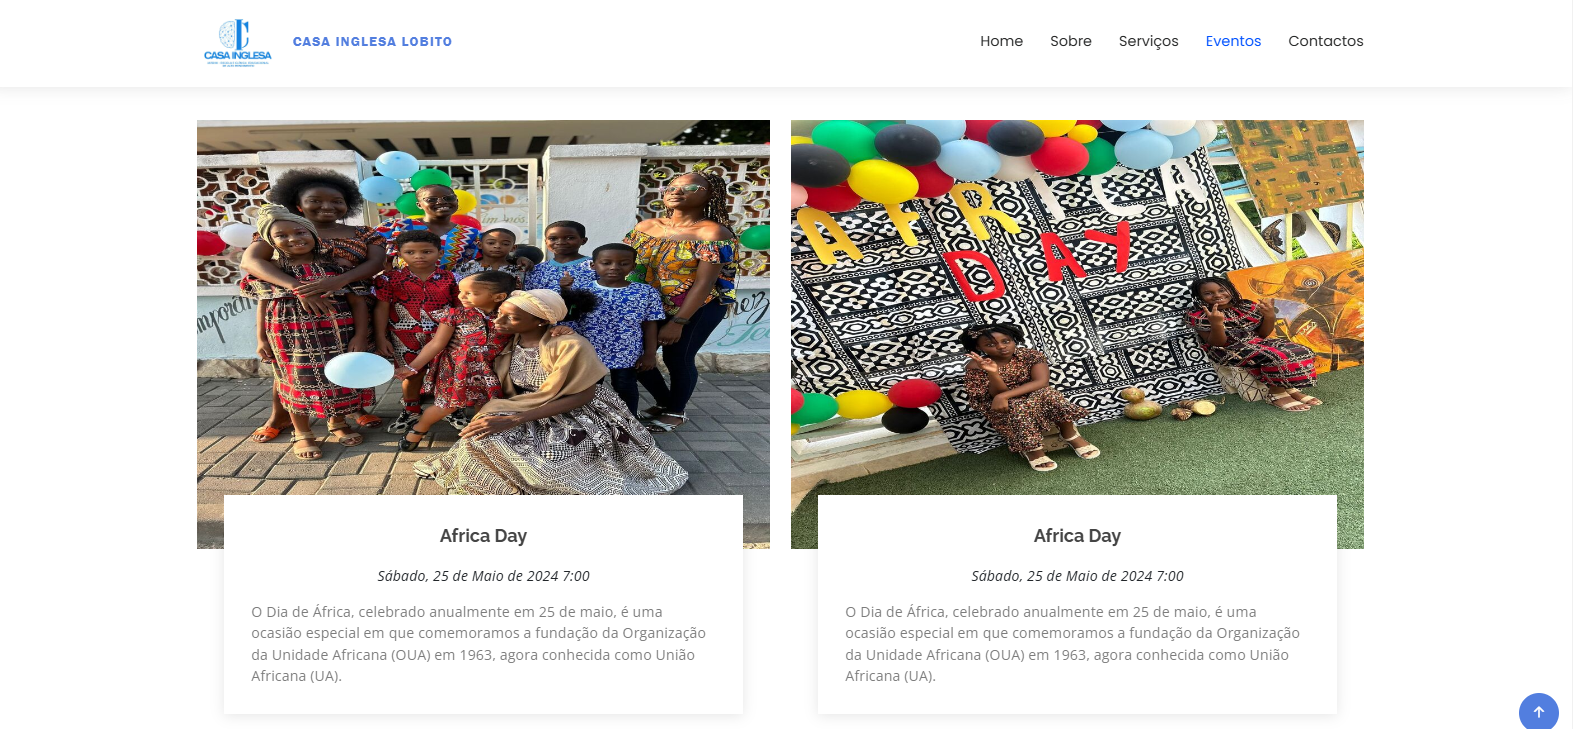 CASA INGLESA
CASA INGLESA LOBITO
Home Sobre Serviços Eventos Contactos
AFRICA
DAY
Africa Day
Sábado, 25 de Maio de 2024 7:00
O Dia de África, celebrado anualmente em 25 de maio, é uma
ocasião especial em que comemoramos a fundação da Organização
da Unidade Africana (OUA) em 1963, agora conhecida como União
Africana (UA).
Africa Day
Sábado, 25 de Maio de 2024 7:00
O Dia de África, celebrado anualmente em 25 de maio, é uma
ocasião especial em que comemoramos a fundação da Organização
da Unidade Africana (OUA) em 1963, agora conhecida como União
Africana (UA).